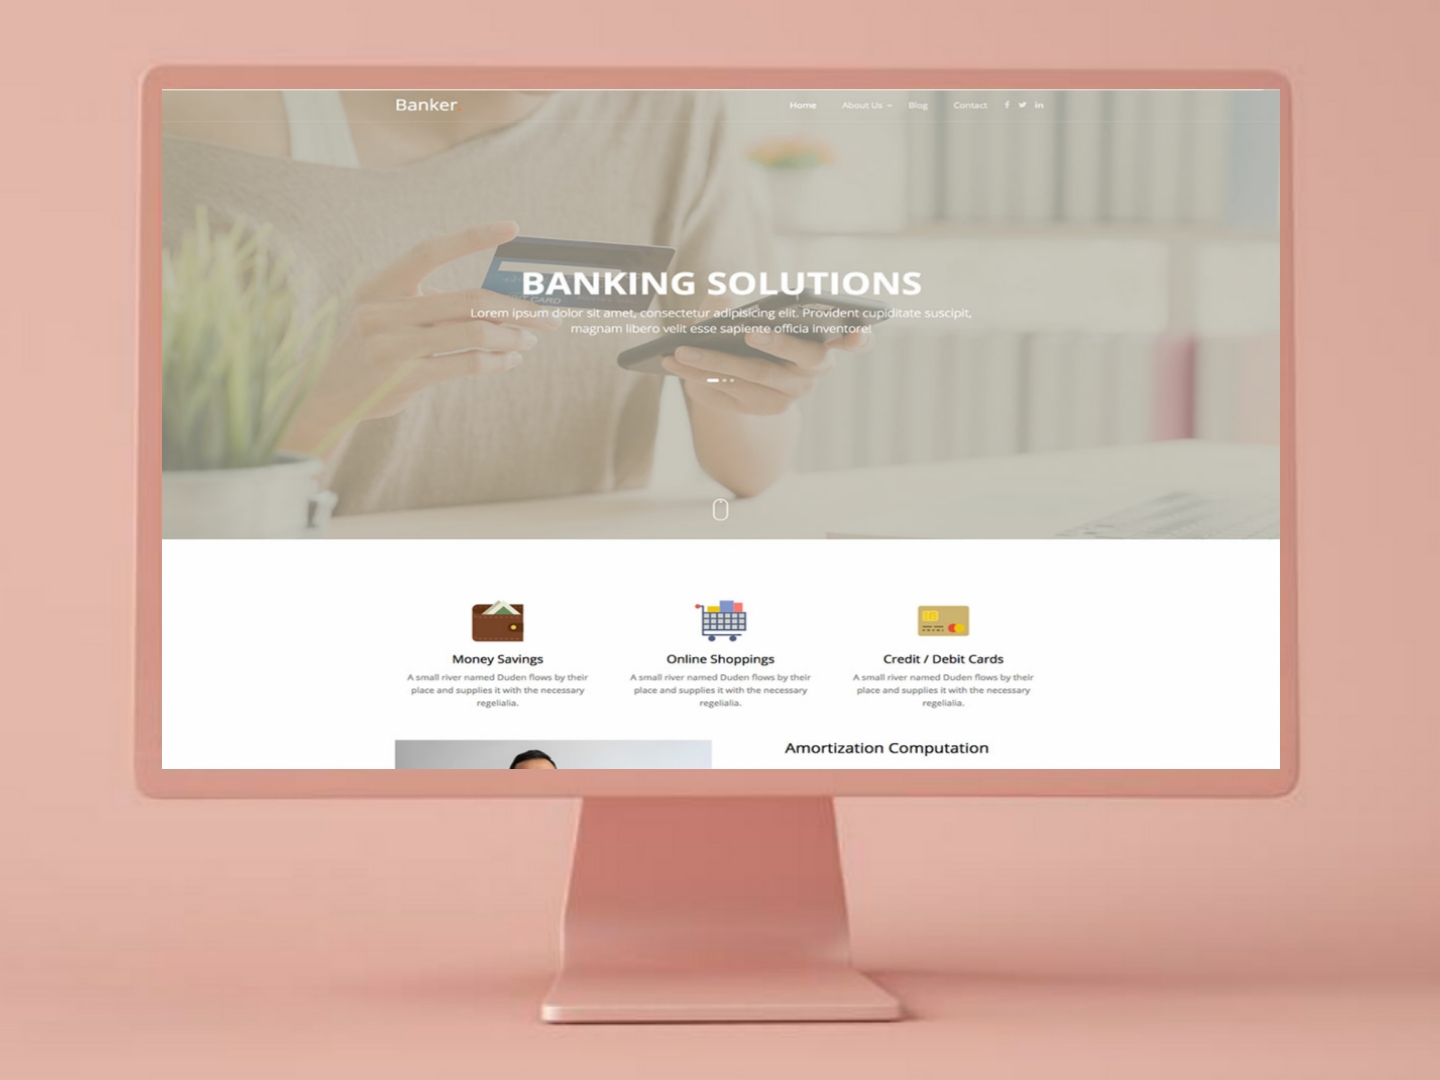 Banker
Home About Us Blog Contact
BANKING SOLUTIONS
Lorem ipsum dolor sit amet, consectetur adipisicing elit. Provident cupiditate suscipit,
magnam libero velit esse sapiente officia inventore!
Money Savings
A small river named Duden flows by their
place and supplies it with the necessary
regelialia.
Online Shoppings
A small river named Duden flows by their
place and supplies it with the necessary
regelialia.
Credit / Debit Cards
A small river named Duden flows by their
place and supplies it with the necessary
regelialia.
Amortization Computation